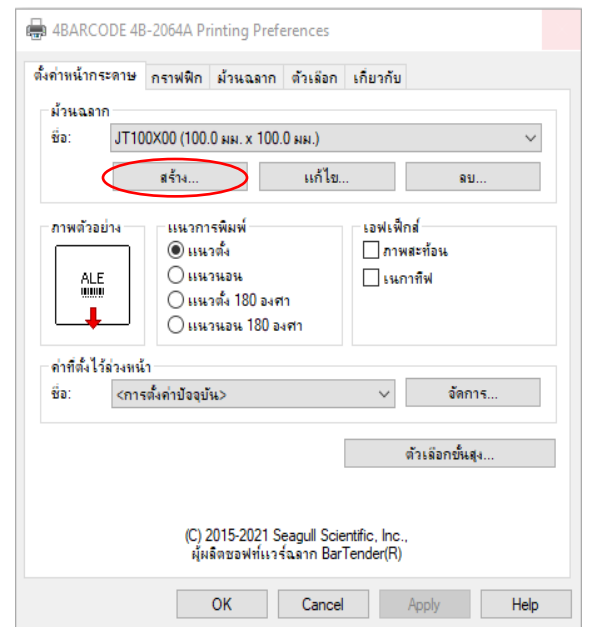 4BARCODE 4B-2064A Printing Preferences
ตั้งค่าหน้ากระดาษ กราฟฟิก ม้วนฉลาก ตัวเลือก เกี่ยวกับ
ม้วนฉลาก
ชื่อ: JT100X00 (100.0 มม. x 100.0 มม.)
สร้าง... แก้ไข... ลบ...
ภาพตัวอย่าง แนวการพิมพ์ เอฟเฟ็กส์
แนวตั้ง ภาพสะท้อน
ALE แนวนอน เนกาทีฟ
แนวตั้ง 180 องศา
แนวนอน 180 องศา
ค่าที่ตั้งไว้ล่วงหน้า
ชื่อ: <การตั้งค่าปัจจุบัน> จัดการ...
ตัวเลือกขั้นสูง...
(C) 2015-2021 Seagull Scientific, Inc.,
ผู้ผลิตซอฟท์แวร์ฉลาก BarTender(R)
OK Cancel Apply Help